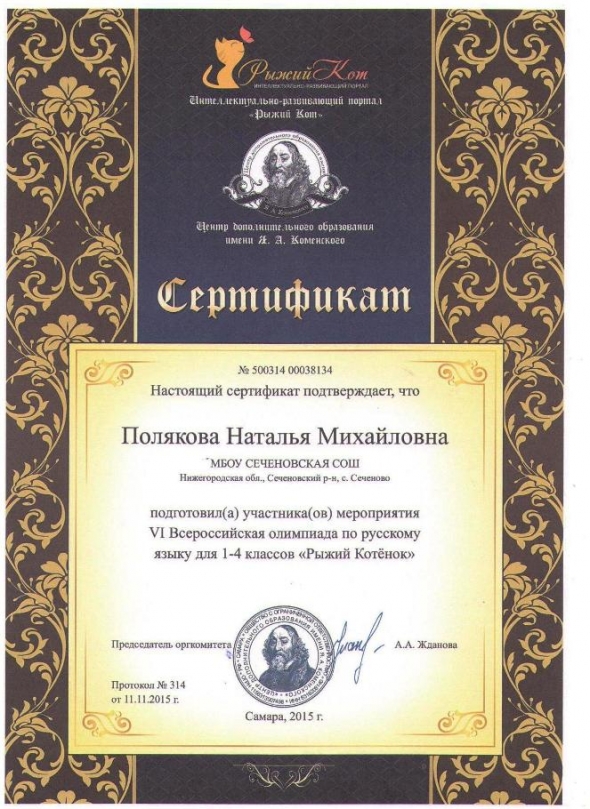 Рыжий Кот
ИНТЕЛЛЕКТУАЛЬНО-РАЗВИВАЮЩИЙ ПОРТАЛ
Интеллектуально-развивающий портал
«Рыжий Кот»
Центр дополнительного образования
имени Я. А. Коменского
Сертификат
№ 500314 00038134
Настоящий сертификат подтверждает, что
Полякова Наталья Михайловна
МБОУ СЕЧЕНОВСКАЯ СОШ
Нижегородская обл., Сеченовский р-н, с. Сеченово
подготовил(а) участника(ов) мероприятия
VI Всероссийская олимпиада по русскому
языку для 1-4 классов «Рыжий Котёнок»
Председатель оргкомитета
А.А. Жданова
Протокол № 314
от 11.11.2015 г.
Самара, 2015 г.